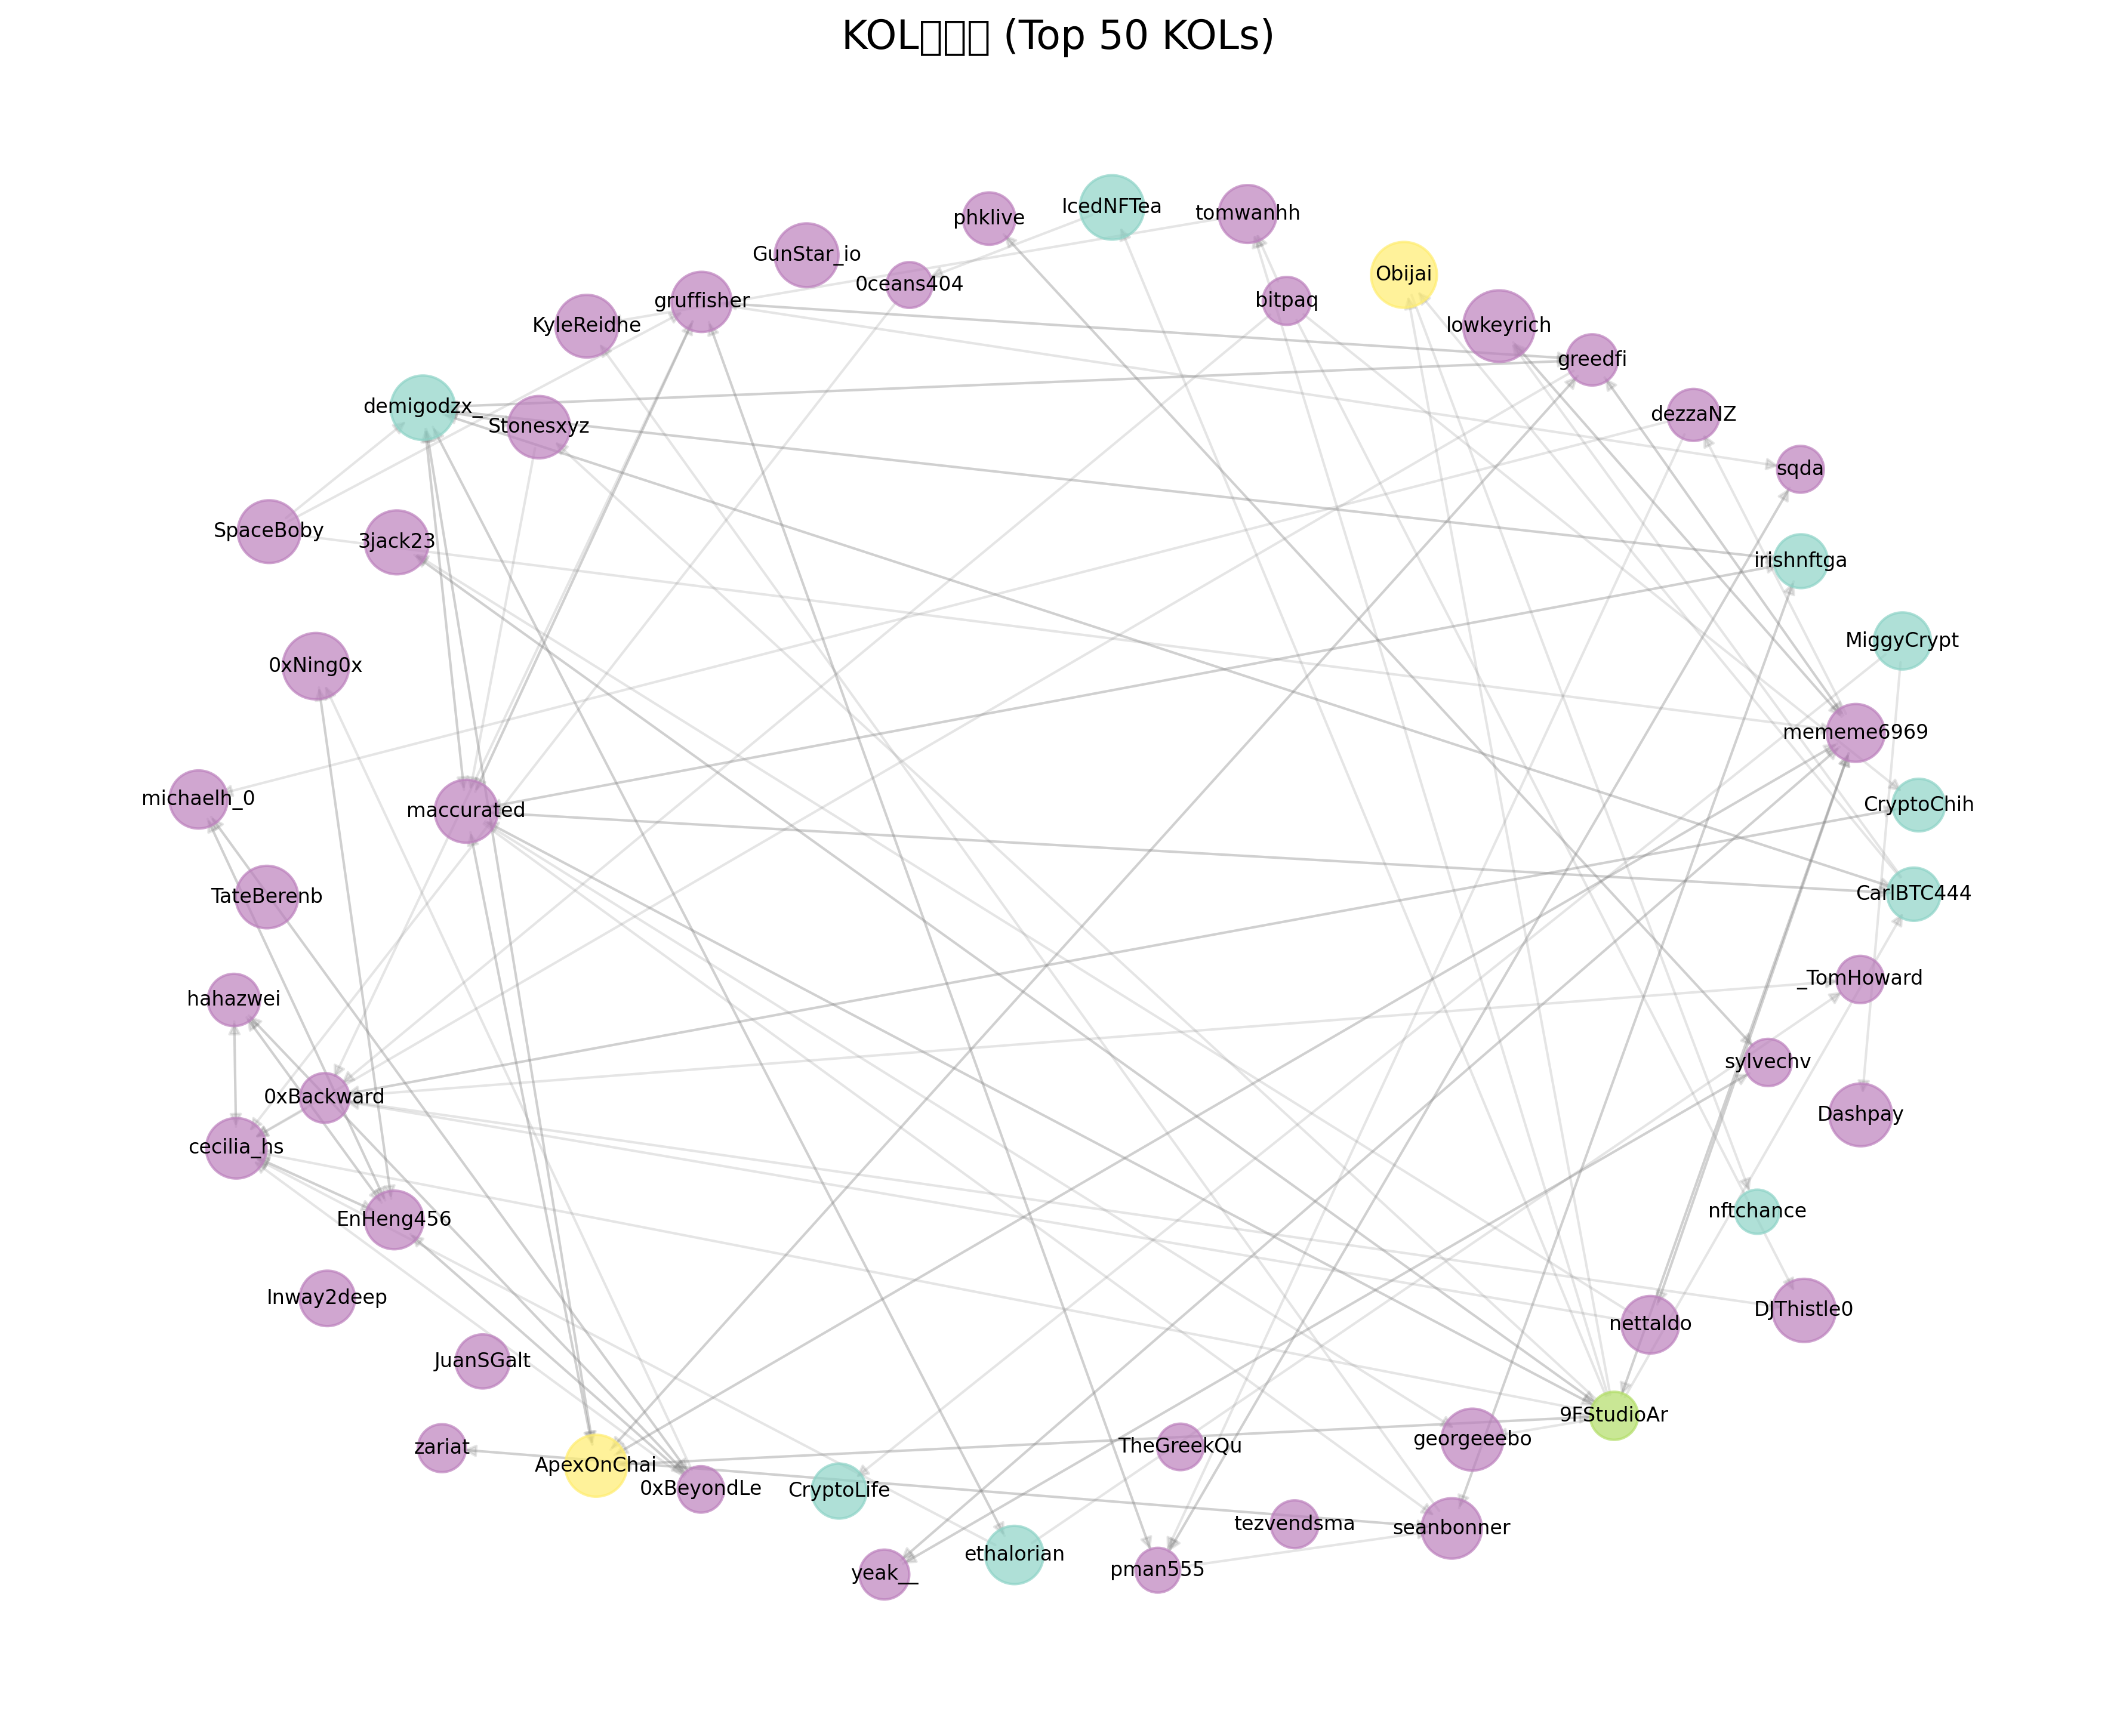 KOL□□□ (Top 50 KOLs)
IcedNFTea
tomwanhh
phklive
GunStar_io
Obijai
0ceans404
gruffisher
bitpaq
KyleReidhe
lowkeyrich
greedfi
demigodzx_
dezzaNZ
Stonesxyz
sqda
SpaceBoby
3jack23
irishnftga
MiggyCrypt
0xNing0x
mememe6969
michaelh_0
CryptoChih
maccurated
TateBerenb
CarlBTC444
_TomHoward
hahazwei
sylvechv
0xBackward
Dashpay
cecilia_hs
nftchance
EnHeng456
Inway2deep
DJThistle0
nettaldo
JuanSGalt
9FStudioAr
georgeeebo
zariat
TheGreekQu
ApexOnChai
0xBeyondLe
CryptoLife
tezvendsma
seanbonner
ethalorian
pman555
yeak__